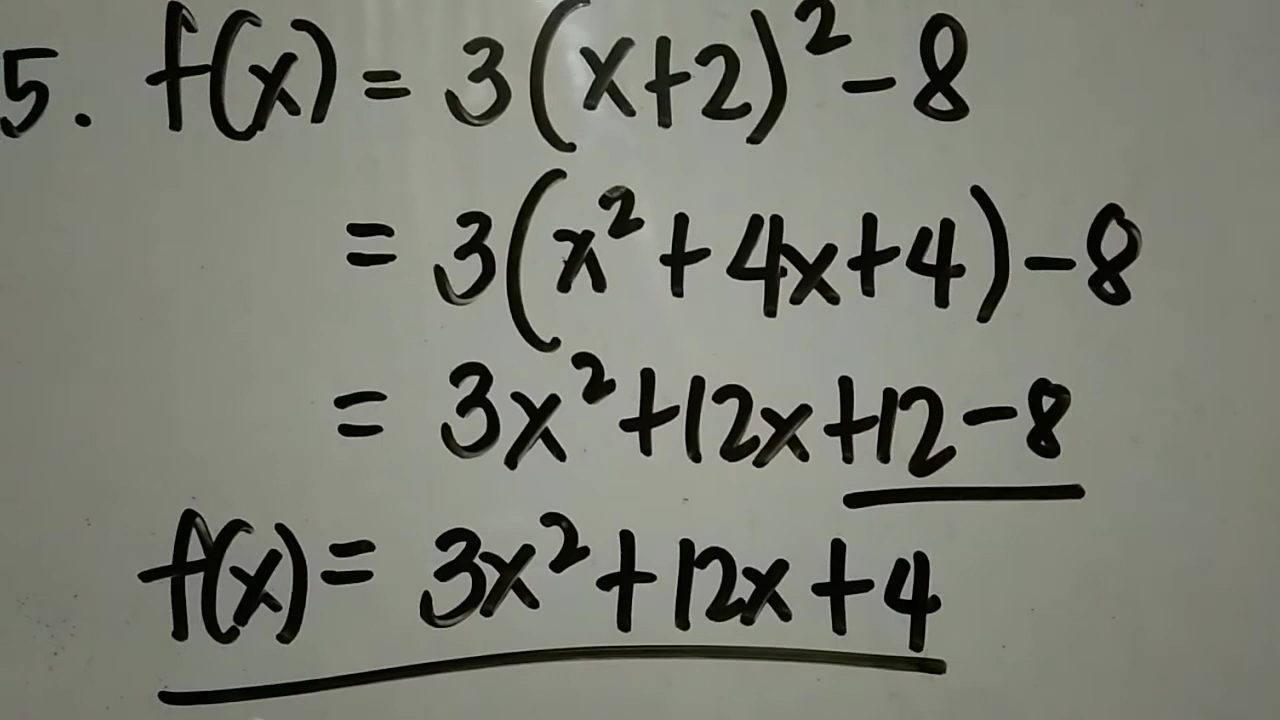 5. f(x) = 3(x+2)² - 8
= 3(x² + 4x + 4) - 8
= 3x² + 12x + 12 - 8
f(x) = 3x² + 12x + 4